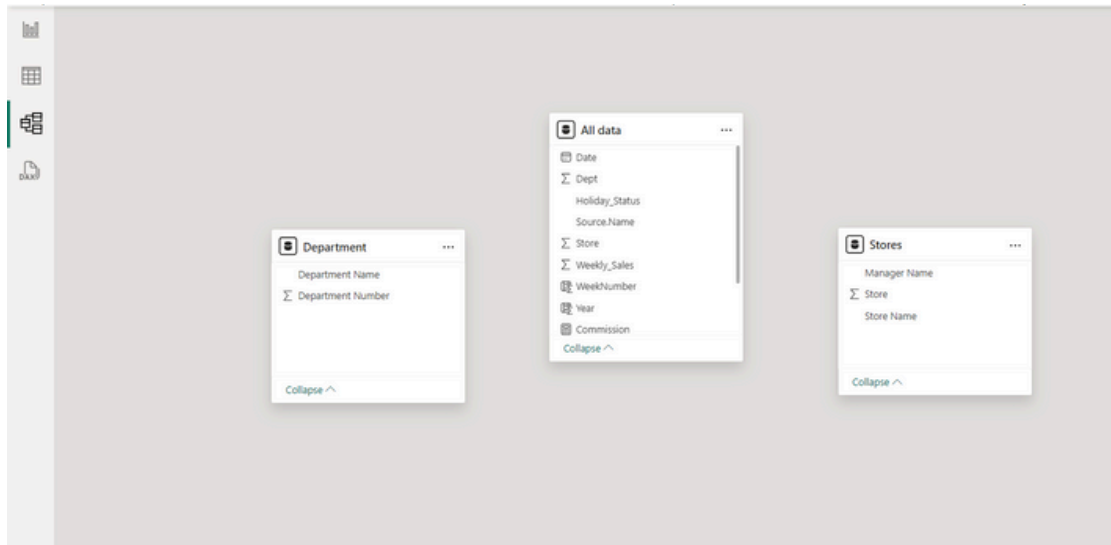 DAX
All data
Date
Dept
Holiday_Status
Source.Name
Store
Weekly_Sales
WeekNumber
Year
Commission
Collapse
Department
Department Name
Department Number
Collapse
Stores
Manager Name
Store
Store Name
Collapse